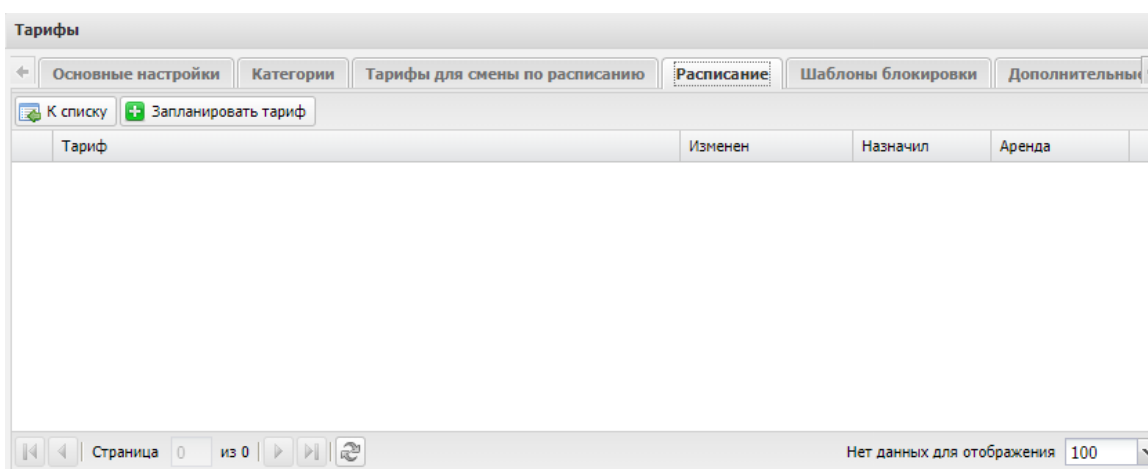 Тарифы
Основные настройки Категории Тарифы для смены по расписанию Расписание Шаблоны блокировки Дополнительны
К списку Запланировать тариф
Тариф Изменен Назначил Аренда
Страница 0 из 0 Нет данных для отображения 100